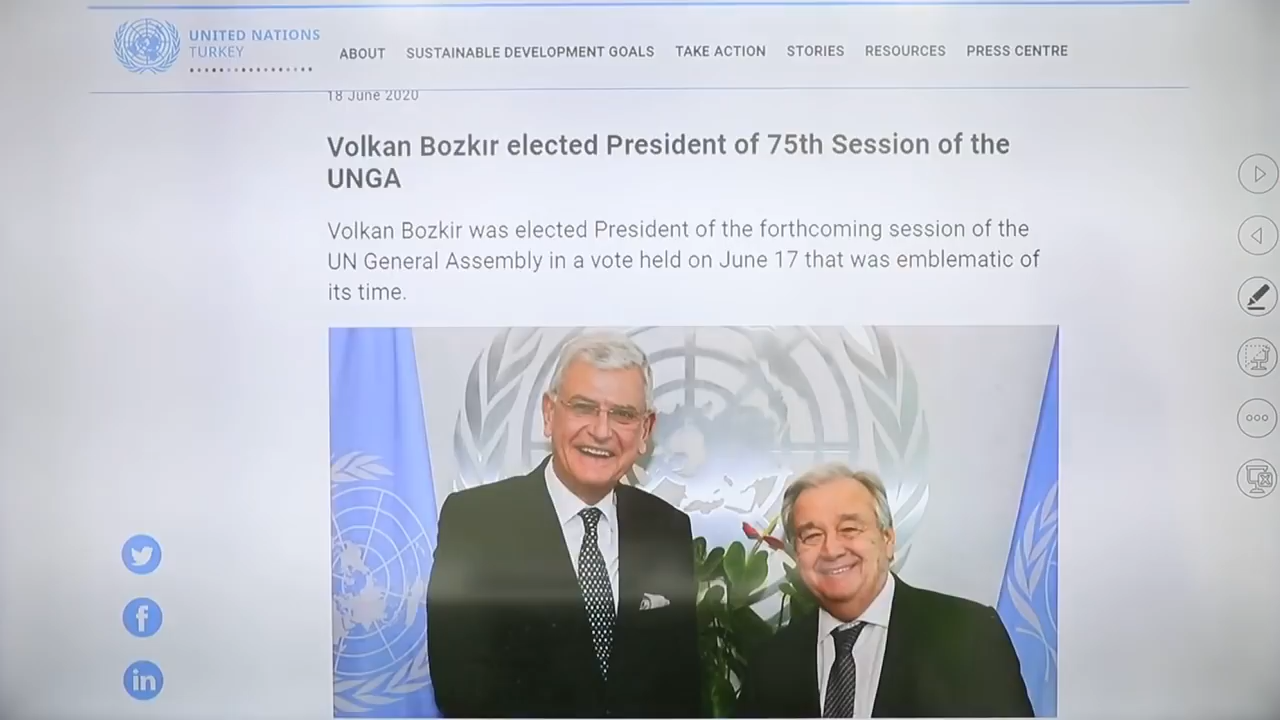 UNITED NATIONS
TURKEY
ABOUT SUSTAINABLE DEVELOPMENT GOALS TAKE ACTION STORIES RESOURCES PRESS CENTRE
18 June 2020
Volkan Bozkır elected President of 75th Session of the
UNGA
Volkan Bozkir was elected President of the forthcoming session of the
UN General Assembly in a vote held on June 17 that was emblematic of
its time.